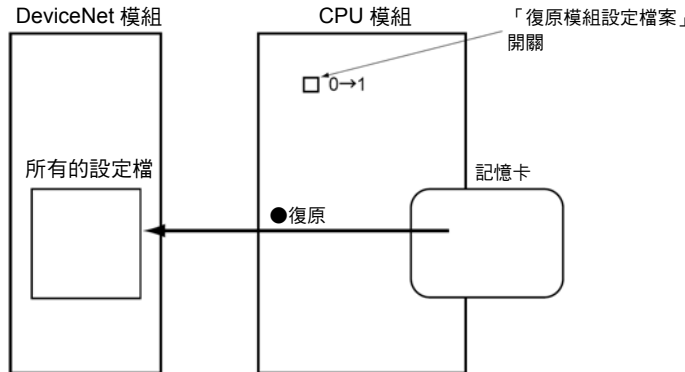 DeviceNet 模組
CPU 模組
「復原模組設定檔案」
開關
0→1
所有的設定檔
記憶卡
●復原